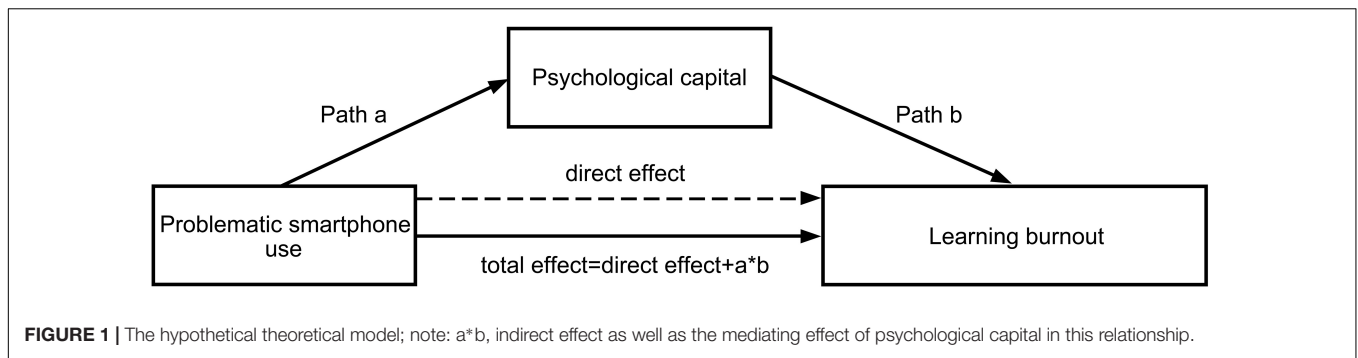 Psychological capital
Path a
Path b
direct effect
Problematic smartphone
use
Learning burnout
total effect=direct effect+a*b
FIGURE 1 | The hypothetical theoretical model; note: a*b, indirect effect as well as the mediating effect of psychological capital in this relationship.